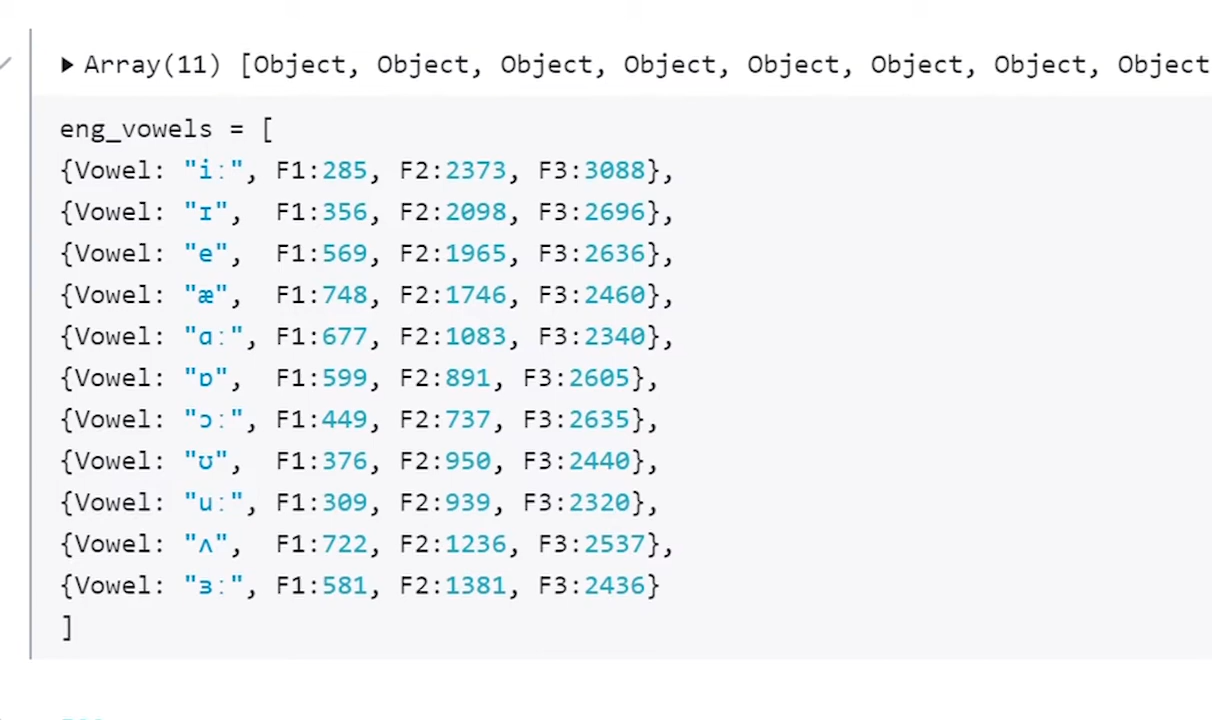 ▶ Array(11) [Object, Object, Object, Object, Object, Object, Object, Object
eng_vowels = [
{Vowel: "iː", F1:285, F2:2373, F3:3088},
{Vowel: "ɪ", F1:356, F2:2098, F3:2696},
{Vowel: "e", F1:569, F2:1965, F3:2636},
{Vowel: "æ", F1:748, F2:1746, F3:2460},
{Vowel: "ɑː", F1:677, F2:1083, F3:2340},
{Vowel: "ɒ", F1:599, F2:891, F3:2605},
{Vowel: "ɔː", F1:449, F2:737, F3:2635},
{Vowel: "ʊ", F1:376, F2:950, F3:2440},
{Vowel: "uː", F1:309, F2:939, F3:2320},
{Vowel: "ʌ", F1:722, F2:1236, F3:2537},
{Vowel: "ɜː", F1:581, F2:1381, F3:2436}
]